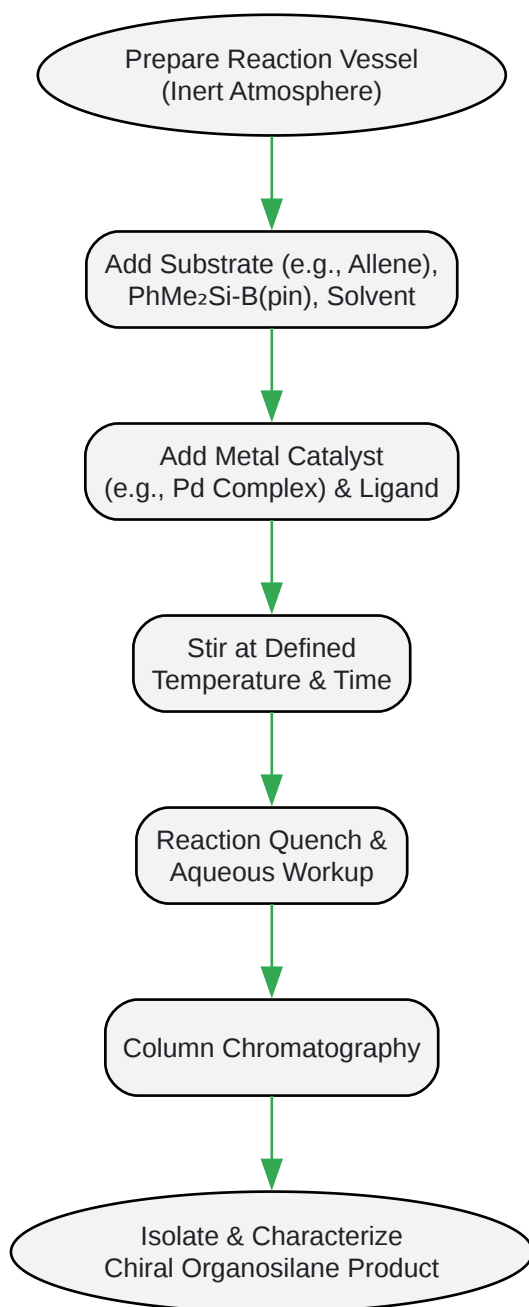 Prepare Reaction Vessel
(Inert Atmosphere)
Add Substrate (e.g., Allene),
PhMe₂Si-B(pin), Solvent
Add Metal Catalyst
(e.g., Pd Complex) & Ligand
Stir at Defined
Temperature & Time
Reaction Quench &
Aqueous Workup
Column Chromatography
Isolate & Characterize
Chiral Organosilane Product